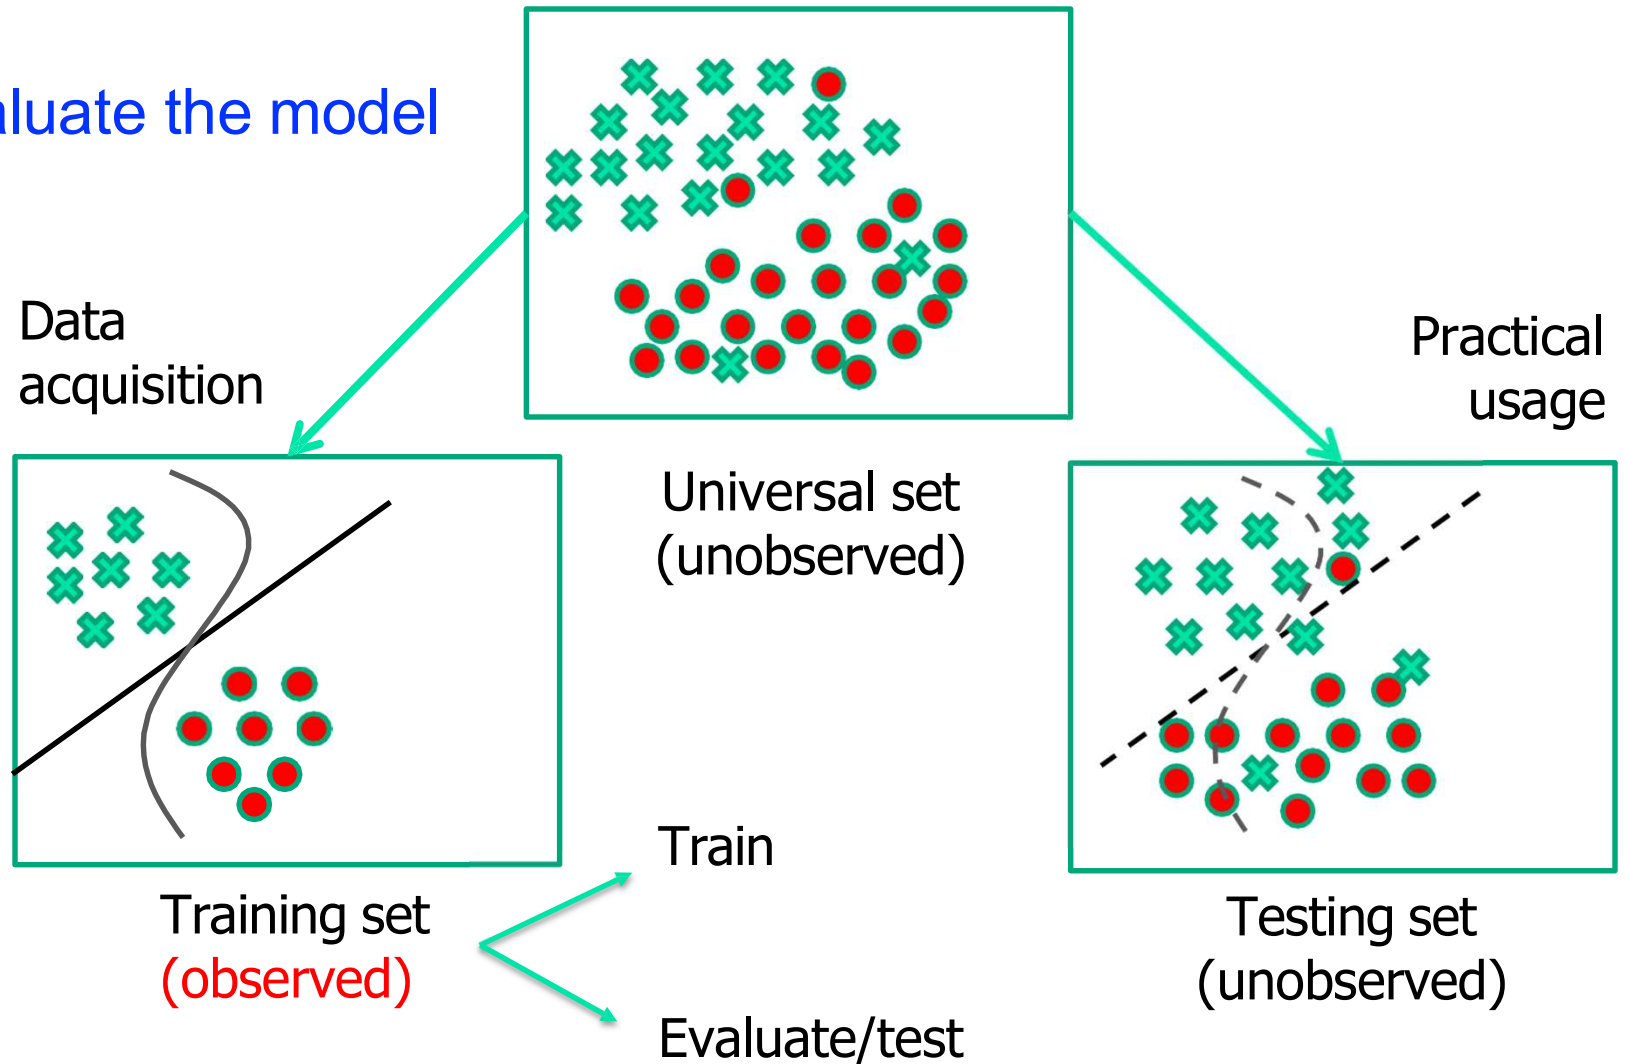 aluate the model
Data
acquisition
Practical
usage
Universal set
(unobserved)
Training set
(observed)
Train
Evaluate/test
Testing set
(unobserved)